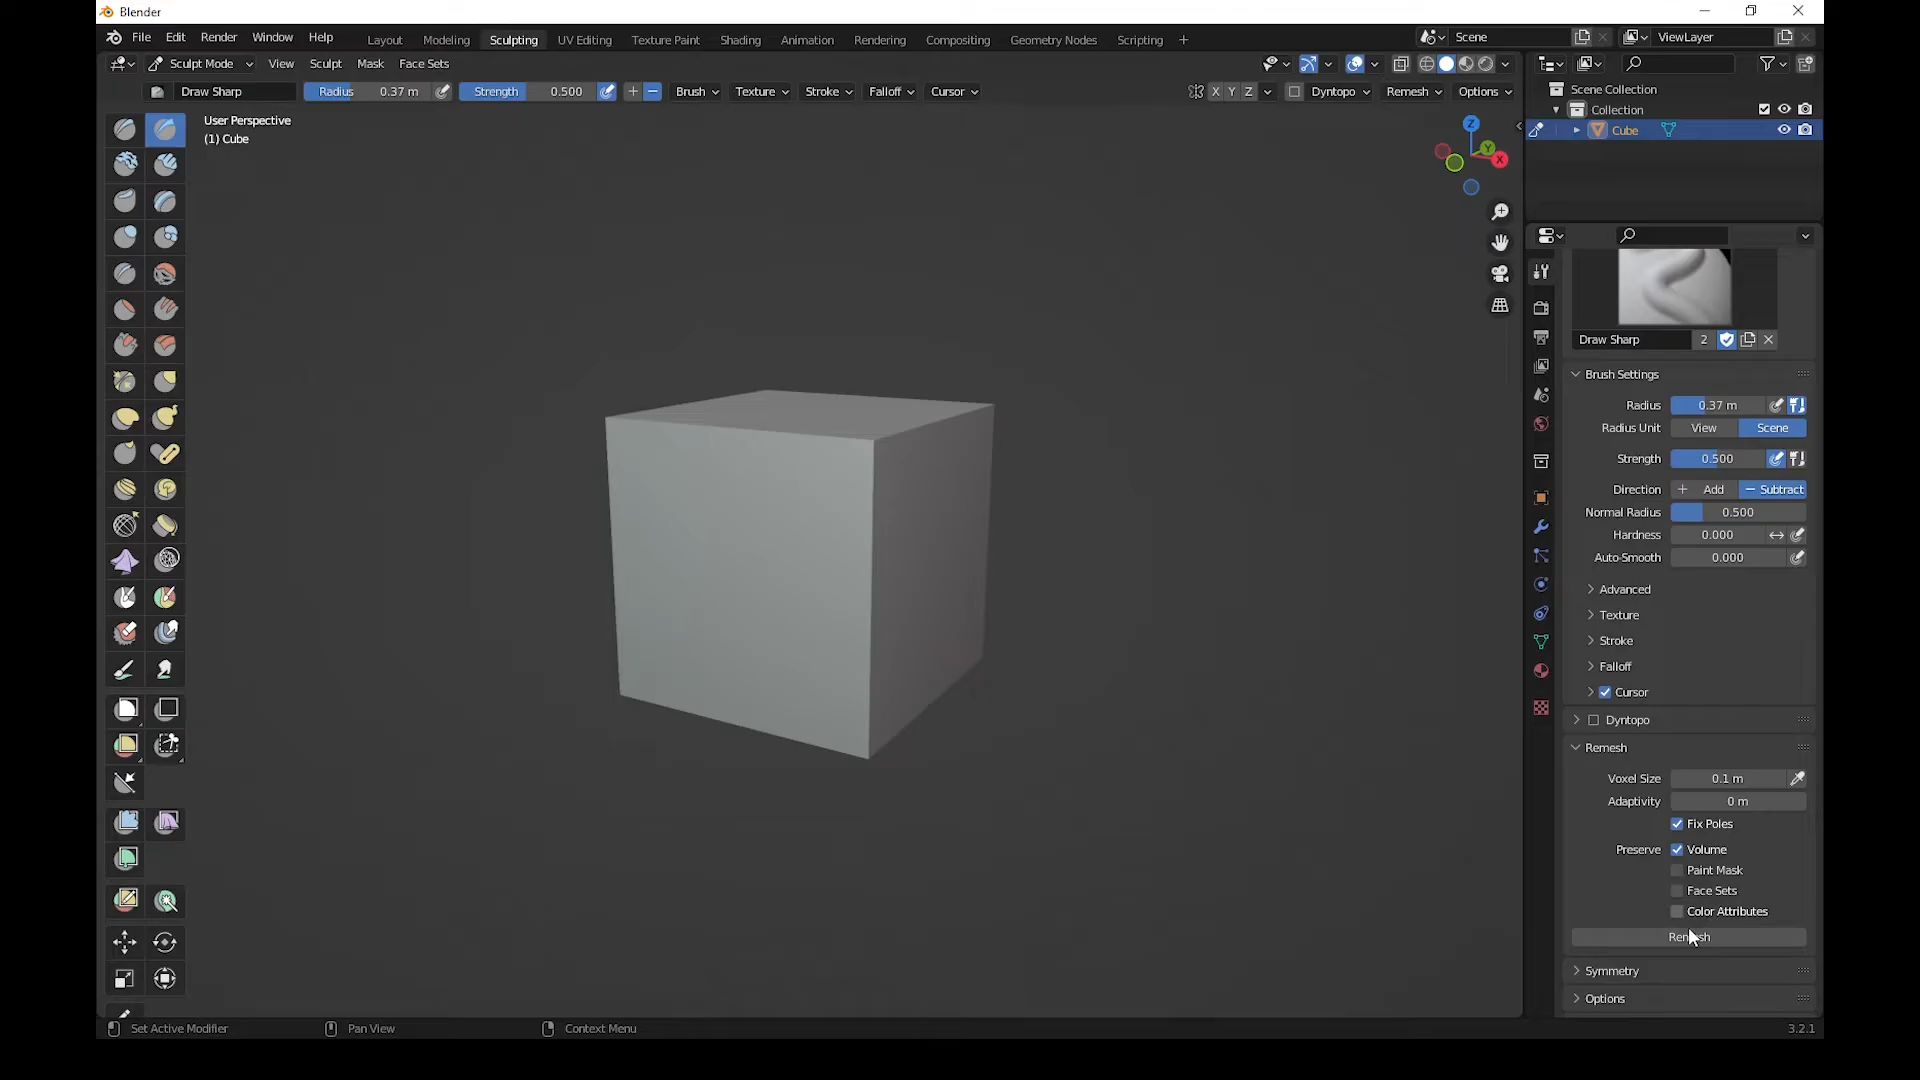 Blender
File Edit Render Window Help Layout Modeling Sculpting UV Editing Texture Paint Shading Animation Rendering Compositing Geometry Nodes Scripting + Scene ViewLayer
Sculpt Mode View Sculpt Mask Face Sets
Draw Sharp Radius 0.37 m Strength 0.500 Brush Texture Stroke Falloff Cursor X Y Z Dyntopo Remesh Options
User Perspective
(1) Cube
Z
Y
X
Scene Collection
Collection
Cube
Draw Sharp 2
Brush Settings
Radius 0.37 m
Radius Unit View Scene
Strength 0.500
Direction + Add − Subtract
Normal Radius 0.500
Hardness 0.000
Auto-Smooth 0.000
Advanced
Texture
Stroke
Falloff
Cursor
Dyntopo
Remesh
Voxel Size 0.1 m
Adaptivity 0 m
Fix Poles
Preserve Volume
Paint Mask
Face Sets
Color Attributes
Remesh
Symmetry
Options
Set Active Modifier Pan View Context Menu 3.2.1